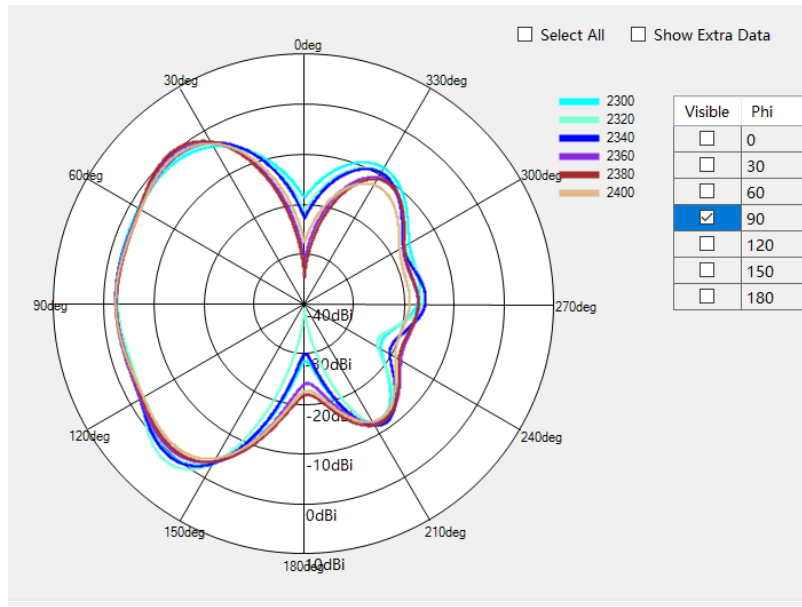 Select All
Show Extra Data
0deg
30deg
330deg
2300
2320
2340
2360
2380
2400
Visible Phi
0
30
60
90
120
150
180
60deg
300deg
90deg
270deg
-40dBi
-30dBi
-20dBi
-10dBi
0dBi
10dBi
120deg
240deg
150deg
210deg
180deg